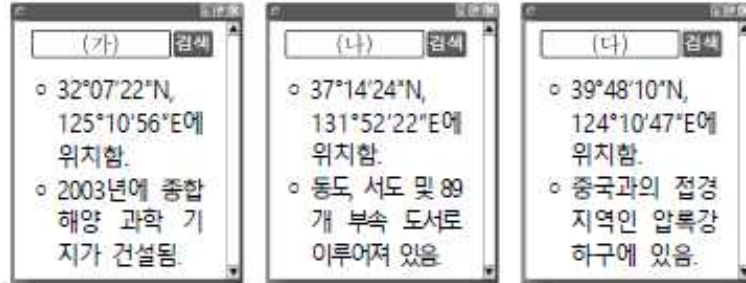 (가) 검색
○ 32°07′22″N,
125°10′56″E에
위치함.
○ 2003년에 종합
해양 과학 기
지가 건설됨.
(나) 검색
○ 37°14′24″N,
131°52′22″E에
위치함.
○ 동도, 서도 및 89
개 부속 도서로
이루어져 있음.
(다) 검색
○ 39°48′10″N,
124°10′47″E에
위치함.
○ 중국과의 접경
지역인 압록강
하구에 있음.